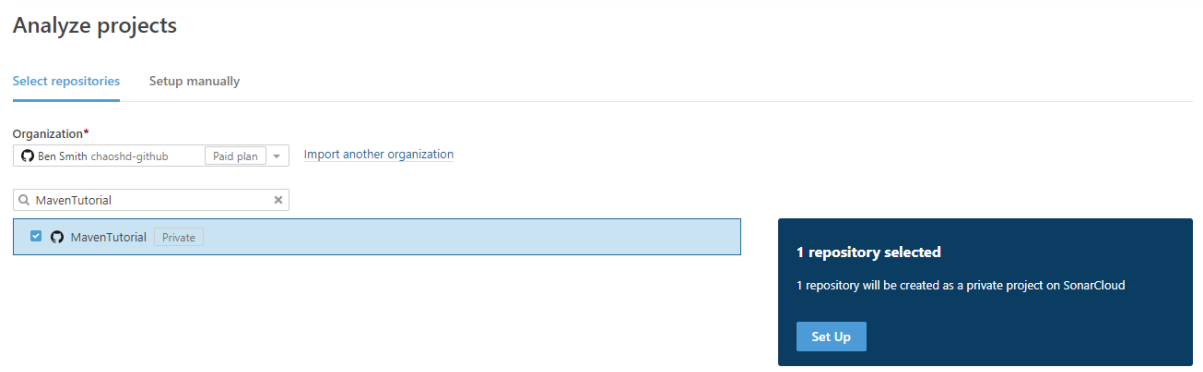 Analyze projects
Select repositories Setup manually
Organization*
Ben Smith chaoshd-github Paid plan Import another organization
MavenTutorial
MavenTutorial Private
1 repository selected
1 repository will be created as a private project on SonarCloud
Set Up